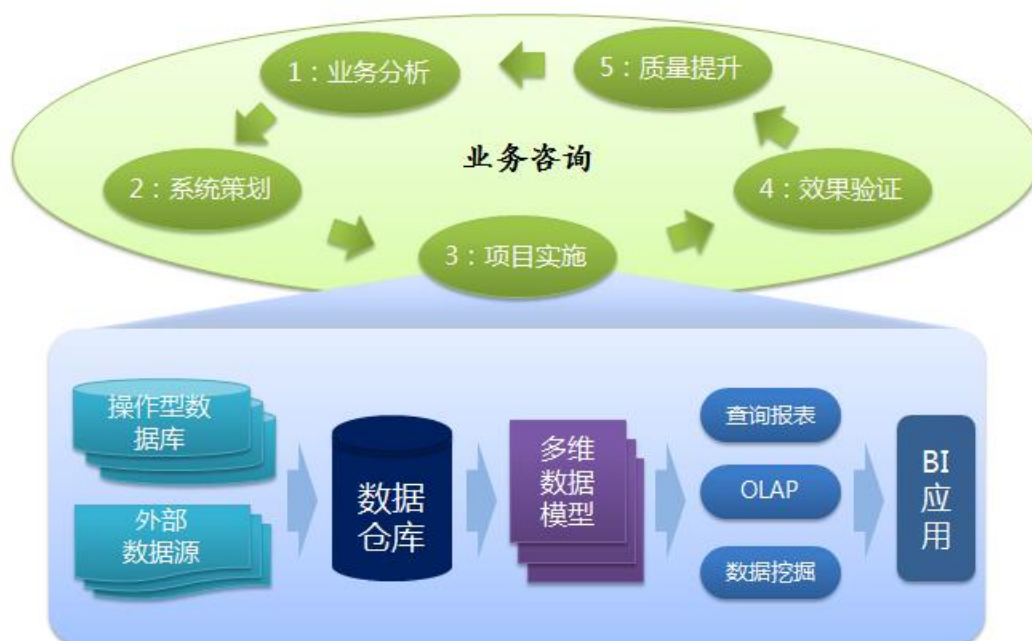 1：业务分析
5：质量提升
业务咨询
2：系统策划
4：效果验证
3：项目实施
操作型数
据库
外部
数据源
数据
仓库
多维
数据
模型
查询报表
OLAP
数据挖掘
BI
应
用